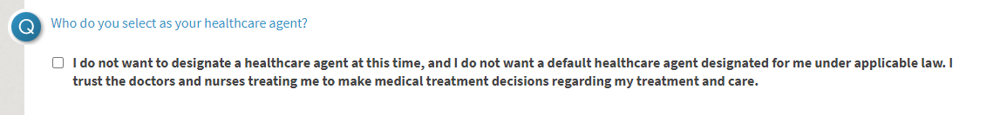 Q
Who do you select as your healthcare agent?
I do not want to designate a healthcare agent at this time, and I do not want a default healthcare agent designated for me under applicable law. I
trust the doctors and nurses treating me to make medical treatment decisions regarding my treatment and care.